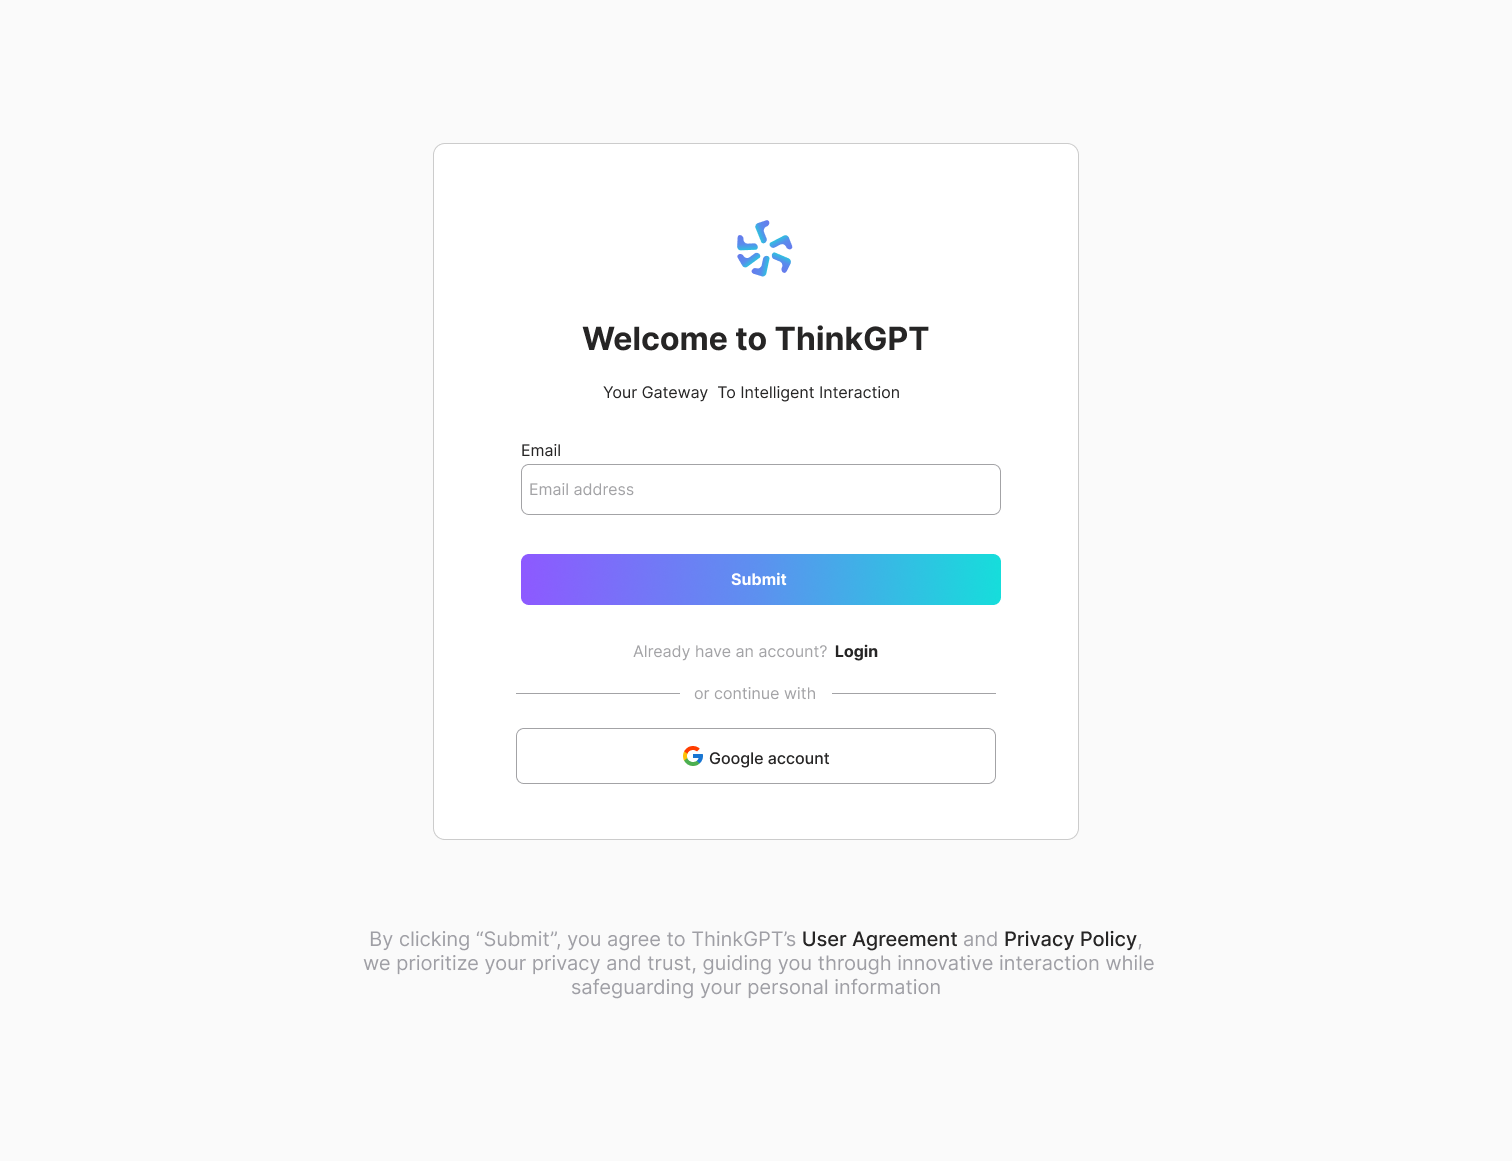 Welcome to ThinkGPT
Your Gateway  To Intelligent Interaction
Email
Email address
Submit
Already have an account? Login
or continue with
Google account
By clicking “Submit”, you agree to ThinkGPT’s User Agreement and Privacy Policy,
we prioritize your privacy and trust, guiding you through innovative interaction while
safeguarding your personal information